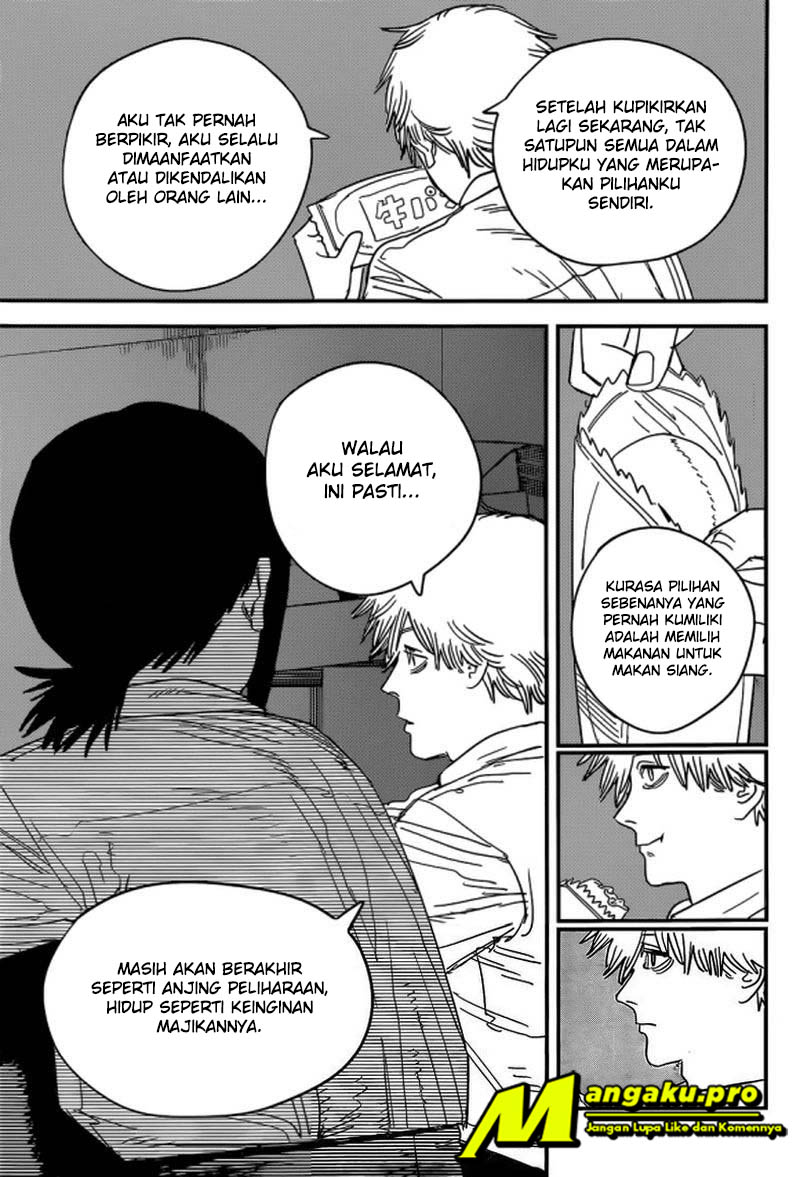 SETELAH KUPIKIRKAN
LAGI SEKARANG, TAK
SATUPUN SEMUA DALAM
HIDUPKU YANG MERUPA-
KAN PILIHANKU
SENDIRI.
AKU TAK PERNAH
BERPIKIR, AKU SELALU
DIMAANFAATKAN
ATAU DIKENDALIKAN
OLEH ORANG LAIN...
牛バ
KURASA PILIHAN
SEBENANYA YANG
PERNAH KUMILIKI
ADALAH MEMILIH
MAKANAN UNTUK
MAKAN SIANG.
WALAU
AKU SELAMAT,
INI PASTI...
MASIH AKAN BERAKHIR
SEPERTI ANJING PELIHARAAN,
HIDUP SEPERTI KEINGINAN
MAJIKANNYA.
Mangaku.pro
Jangan Lupa Like dan Komennya